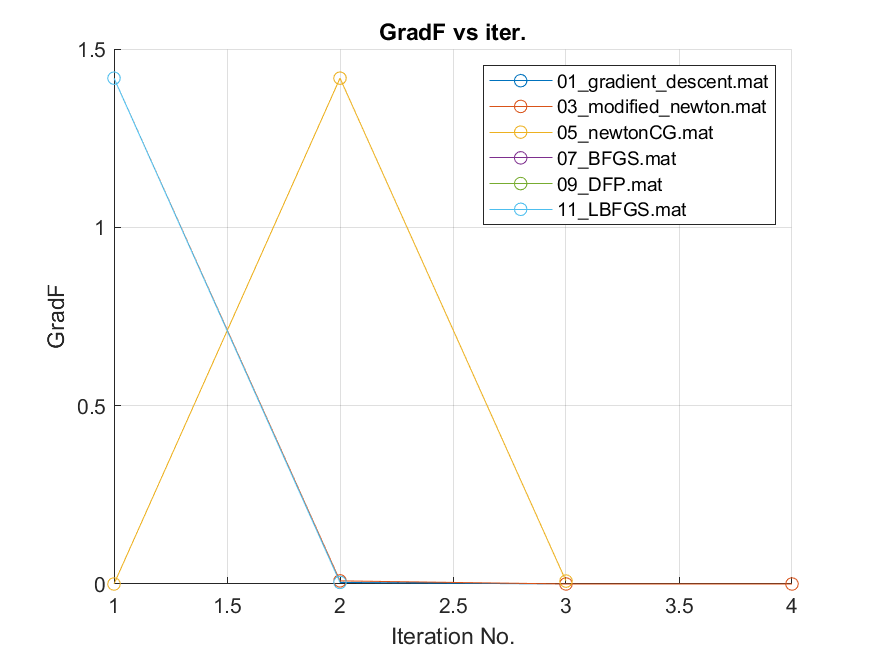 GradF vs iter.
1.5
1
0.5
0
GradF
01_gradient_descent.mat
03_modified_newton.mat
05_newtonCG.mat
07_BFGS.mat
09_DFP.mat
11_LBFGS.mat
1 1.5 2 2.5 3 3.5 4
Iteration No.